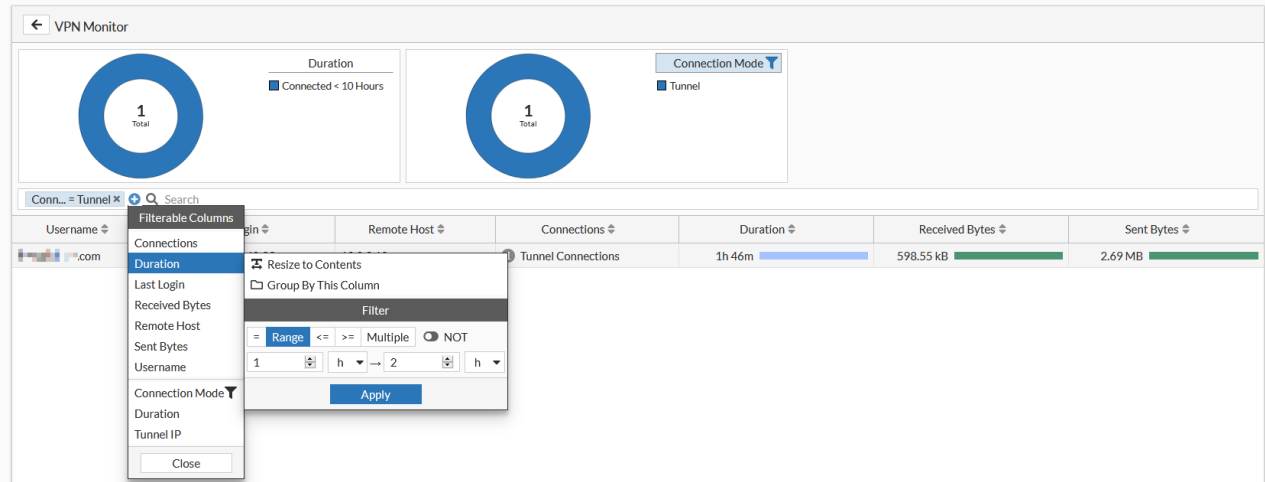 VPN Monitor
Duration
Connected < 10 Hours
1
Total
Connection Mode
Tunnel
1
Total
Conn... = Tunnel × Search
Username Remote Host Connections Duration Received Bytes Sent Bytes
.com Tunnel Connections 1h 46m 598.55 kB 2.69 MB
Filterable Columns
Connections
Duration
Last Login
Received Bytes
Remote Host
Sent Bytes
Username
Connection Mode
Duration
Tunnel IP
Close
Resize to Contents
Group By This Column
Filter
= Range <= >= Multiple NOT
1 h → 2 h
Apply